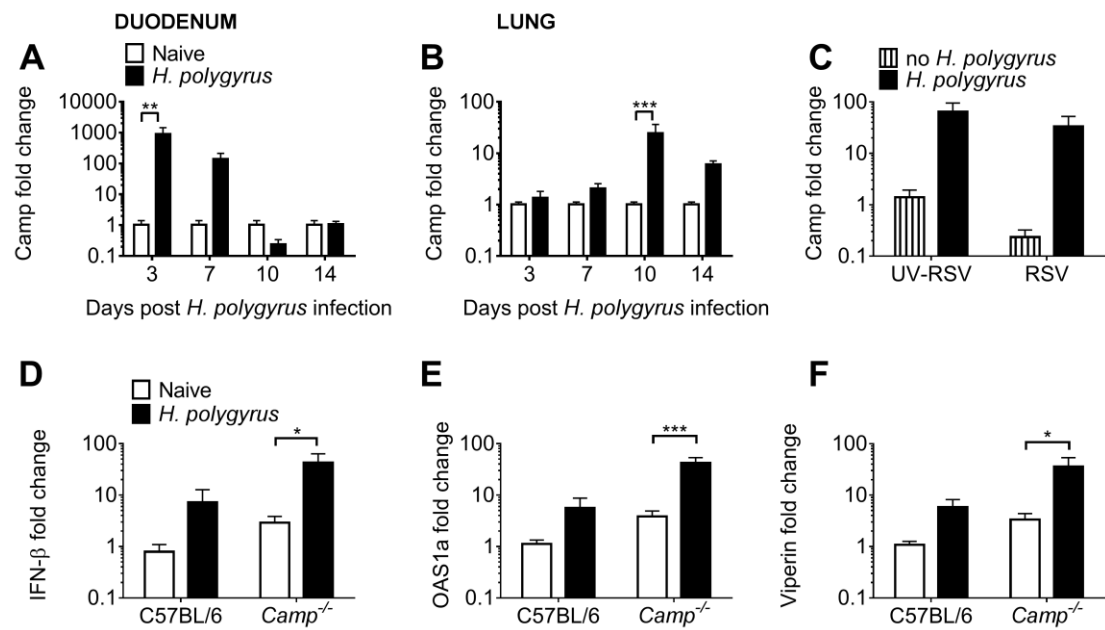 DUODENUM
LUNG
A
Naive
H. polygyrus
Camp fold change
10000
1000
100
10
1
0.1
**
3 7 10 14
Days post H. polygyrus infection
B
Camp fold change
100
10
1
0.1
***
3 7 10 14
Days post H. polygyrus infection
C
no H. polygyrus
H. polygyrus
Camp fold change
100
10
1
0.1
UV-RSV RSV
D
Naive
H. polygyrus
IFN-β fold change
100
10
1
0.1
*
C57BL/6 Camp-/-
E
OAS1a fold change
100
10
1
0.1
***
C57BL/6 Camp-/-
F
Viperin fold change
100
10
1
0.1
*
C57BL/6 Camp-/-